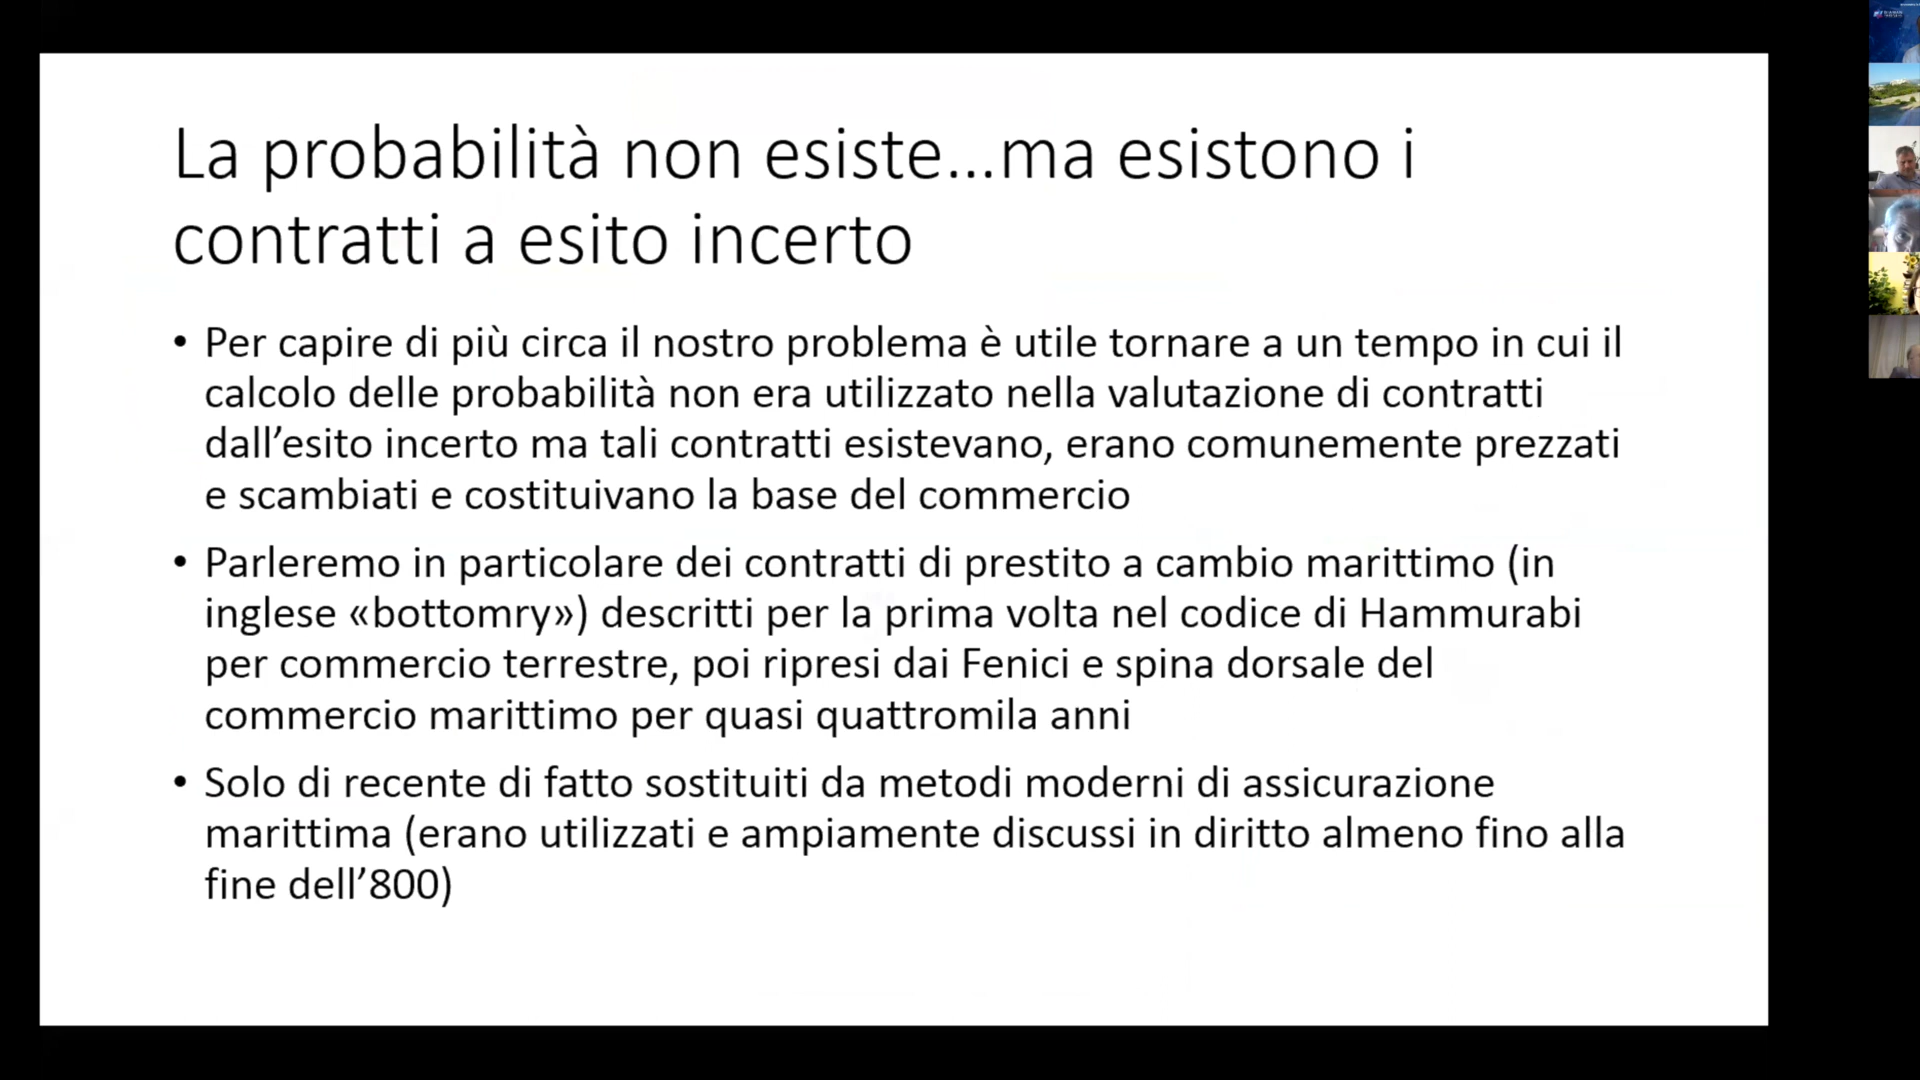 La probabilità non esiste...ma esistono i
contratti a esito incerto
• Per capire di più circa il nostro problema è utile tornare a un tempo in cui il
calcolo delle probabilità non era utilizzato nella valutazione di contratti
dall’esito incerto ma tali contratti esistevano, erano comunemente prezzati
e scambiati e costituivano la base del commercio
• Parleremo in particolare dei contratti di prestito a cambio marittimo (in
inglese «bottomry») descritti per la prima volta nel codice di Hammurabi
per commercio terrestre, poi ripresi dai Fenici e spina dorsale del
commercio marittimo per quasi quattromila anni
• Solo di recente di fatto sostituiti da metodi moderni di assicurazione
marittima (erano utilizzati e ampiamente discussi in diritto almeno fino alla
fine dell’800)